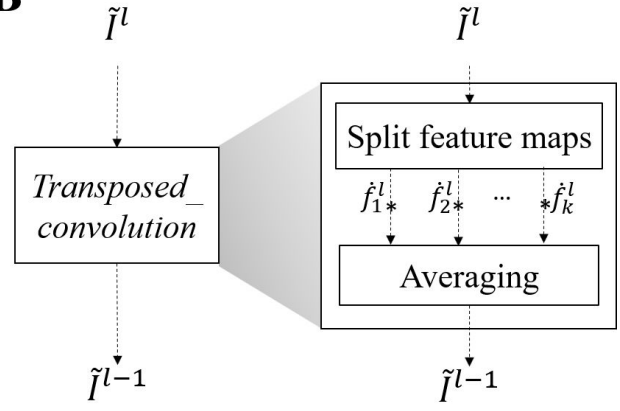 B
Ĩ^l
Ĩ^l
Split feature maps
Transposed_
convolution
ḟ_1^l * ḟ_2^l * ... * ḟ_k^l
Averaging
Ĩ^{l-1}
Ĩ^{l-1}